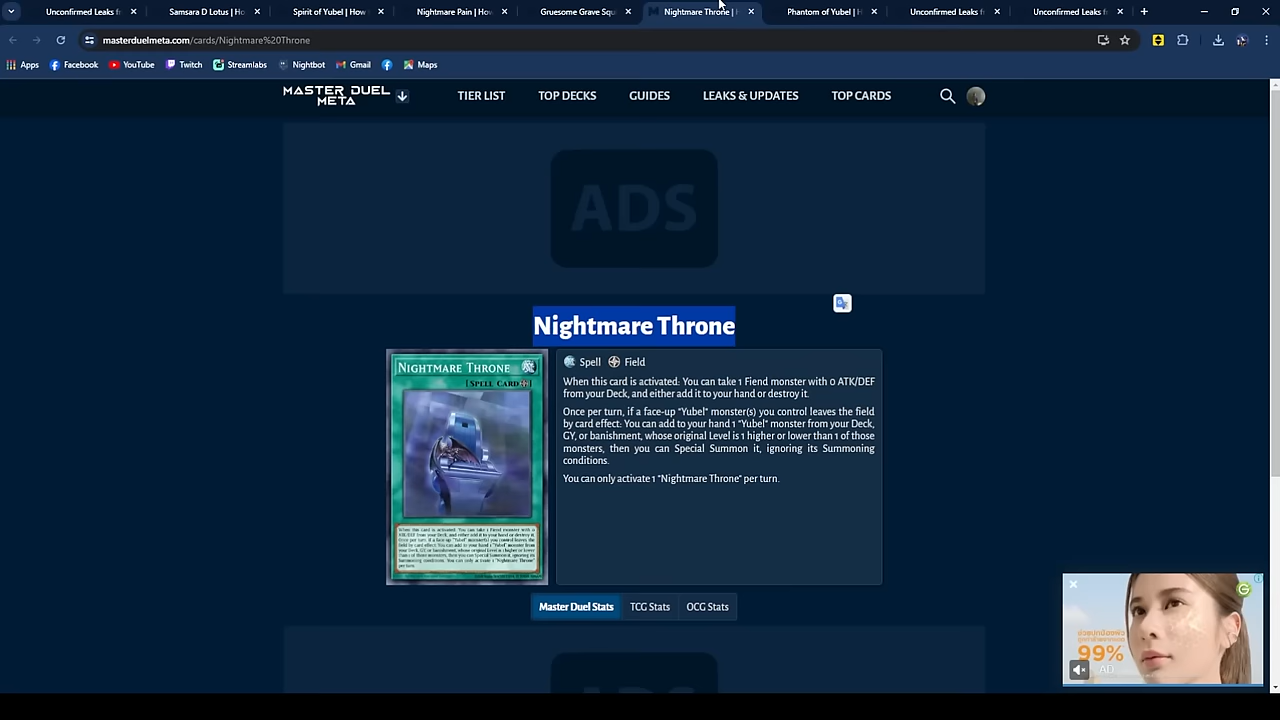 Unconfirmed Leaks f
Samsara D Lotus | Ho
Spirit of Yubel | How
Nightmare Pain | How
Gruesome Grave Squ
Nightmare Throne |
Phantom of Yubel | H
Unconfirmed Leaks f
Unconfirmed Leaks f
masterduelmeta.com/cards/Nightmare%20Throne
Apps Facebook YouTube Twitch Streamlabs Nightbot Gmail Maps
MASTER DUEL
META
TIER LIST TOP DECKS GUIDES LEAKS & UPDATES TOP CARDS
ADS
Nightmare Throne
NIGHTMARE THRONE
[SPELL CARD]
Spell Field
When this card is activated: You can take 1 Fiend monster with 0 ATK/DEF
from your Deck, and either add it to your hand or destroy it.
Once per turn, if a face-up "Yubel" monster(s) you control leaves the field
by card effect: You can add to your hand 1 "Yubel" monster from your Deck,
GY, or banishment, whose original Level is 1 higher or lower than 1 of those
monsters, then you can Special Summon it, ignoring its Summoning
conditions.
You can only activate 1 "Nightmare Throne" per turn.
Master Duel Stats TCG Stats OCG Stats
99%
AD